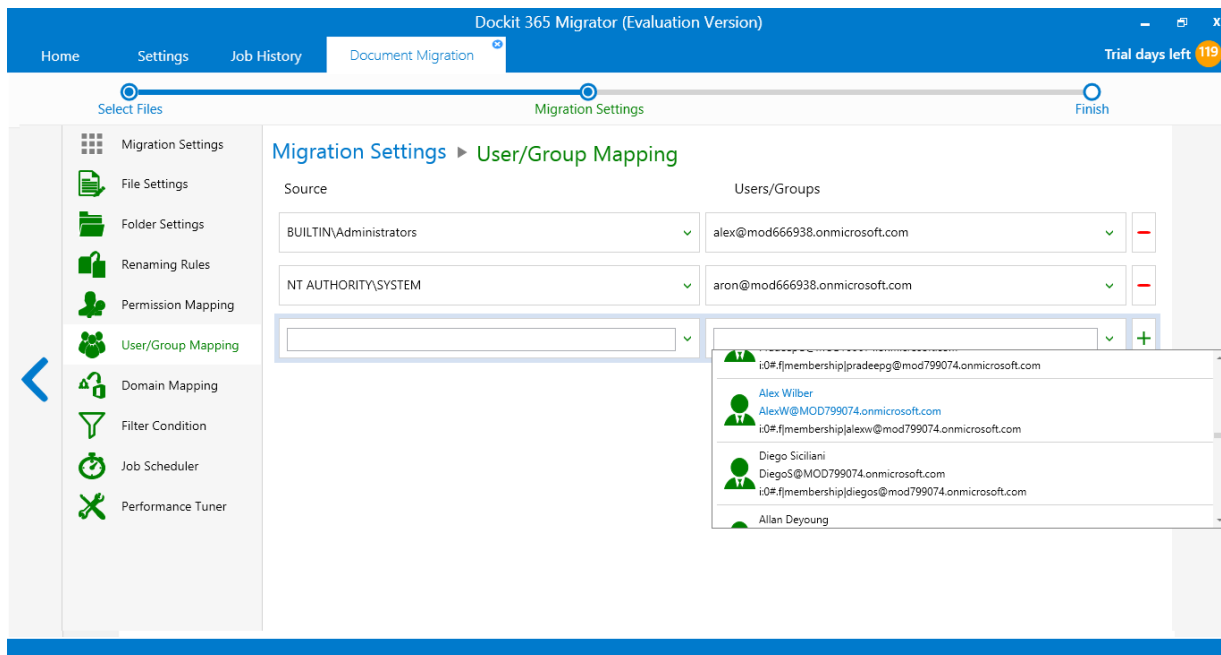 Dockit 365 Migrator (Evaluation Version)
Home Settings Job History Document Migration Trial days left 119
Select Files Migration Settings Finish
Migration Settings
File Settings
Folder Settings
Renaming Rules
Permission Mapping
User/Group Mapping
Domain Mapping
Filter Condition
Job Scheduler
Performance Tuner
Migration Settings ▶ User/Group Mapping
Source Users/Groups
BUILTIN\Administrators alex@mod666938.onmicrosoft.com
NT AUTHORITY\SYSTEM aron@mod666938.onmicrosoft.com
i:0#.f|membership|pradeepg@mod799074.onmicrosoft.com
Alex Wilber
AlexW@MOD799074.onmicrosoft.com
i:0#.f|membership|alexw@mod799074.onmicrosoft.com
Diego Siciliani
DiegoS@MOD799074.onmicrosoft.com
i:0#.f|membership|diegos@mod799074.onmicrosoft.com
Allan Deyoung